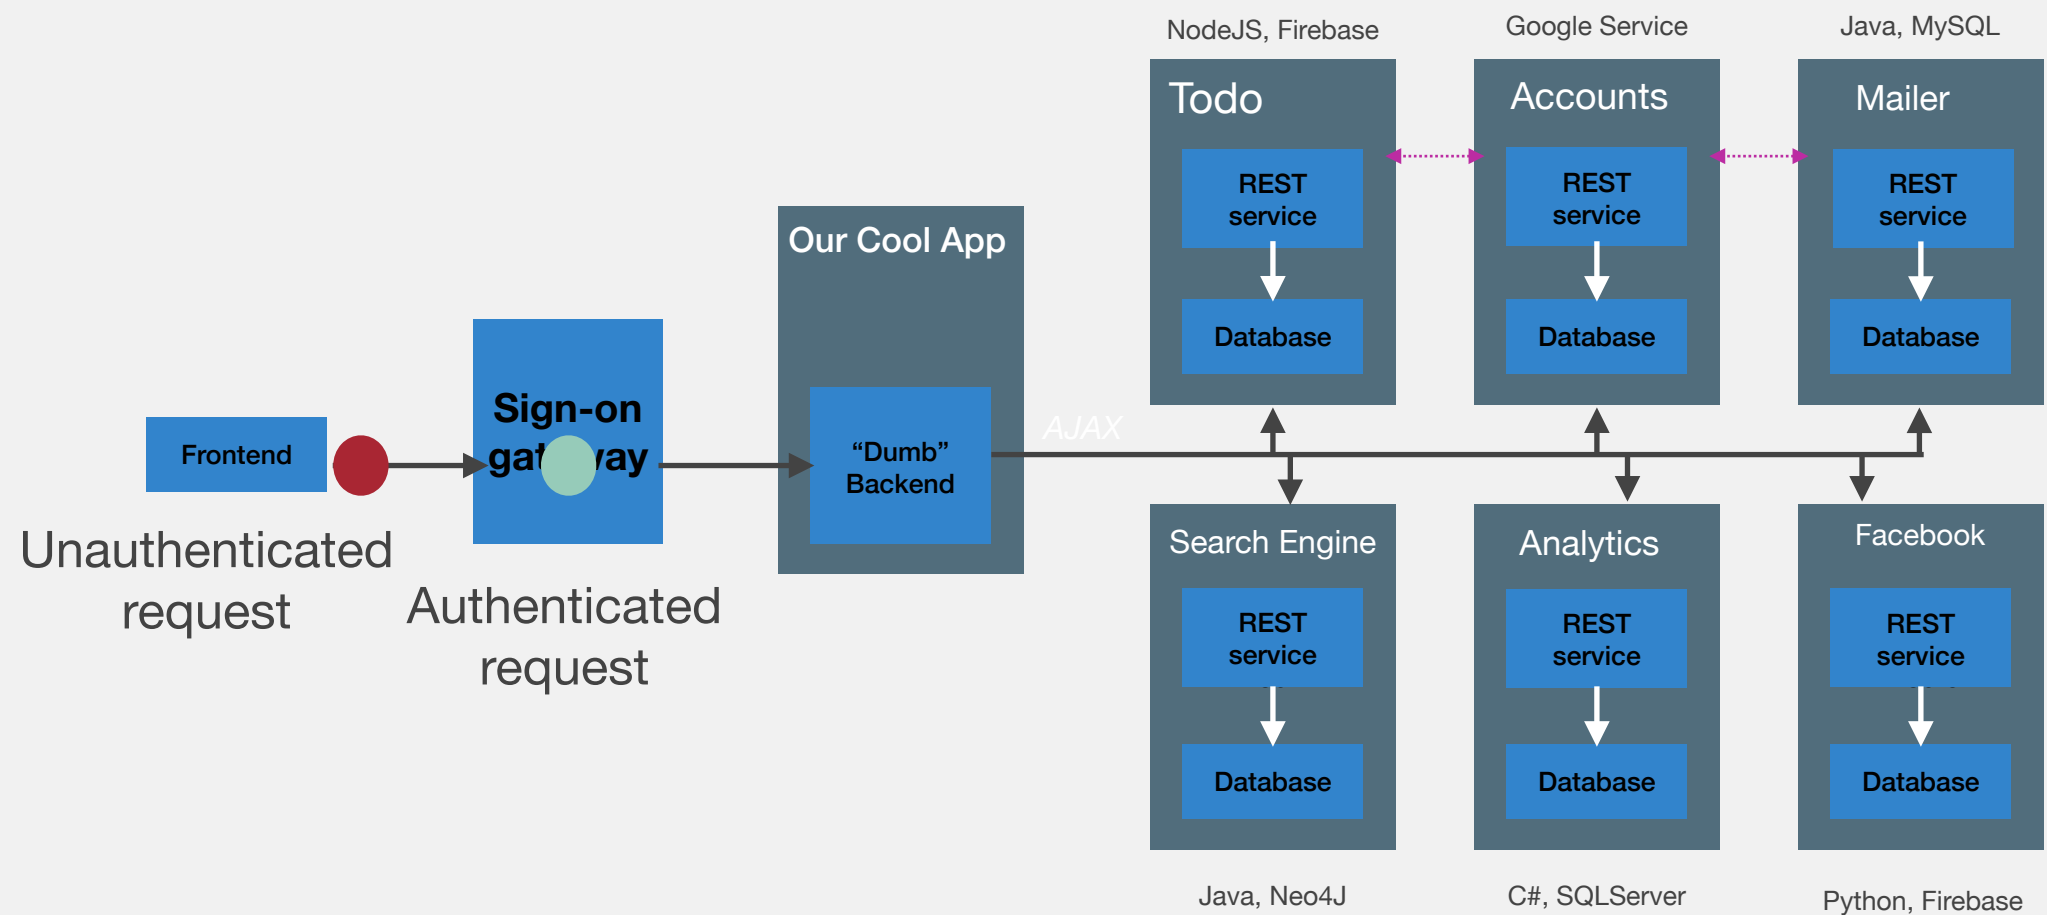 NodeJS, Firebase
Google Service
Java, MySQL
Todo
Accounts
Mailer
REST
service
REST
service
REST
service
Database
Database
Database
Our Cool App
"Dumb"
Backend
Sign-on
Frontend
Unauthenticated
request
Authenticated
request
AJAX
Search Engine
Analytics
Facebook
REST
service
REST
service
REST
service
Database
Database
Database
Java, Neo4J
C#, SQLServer
Python, Firebase